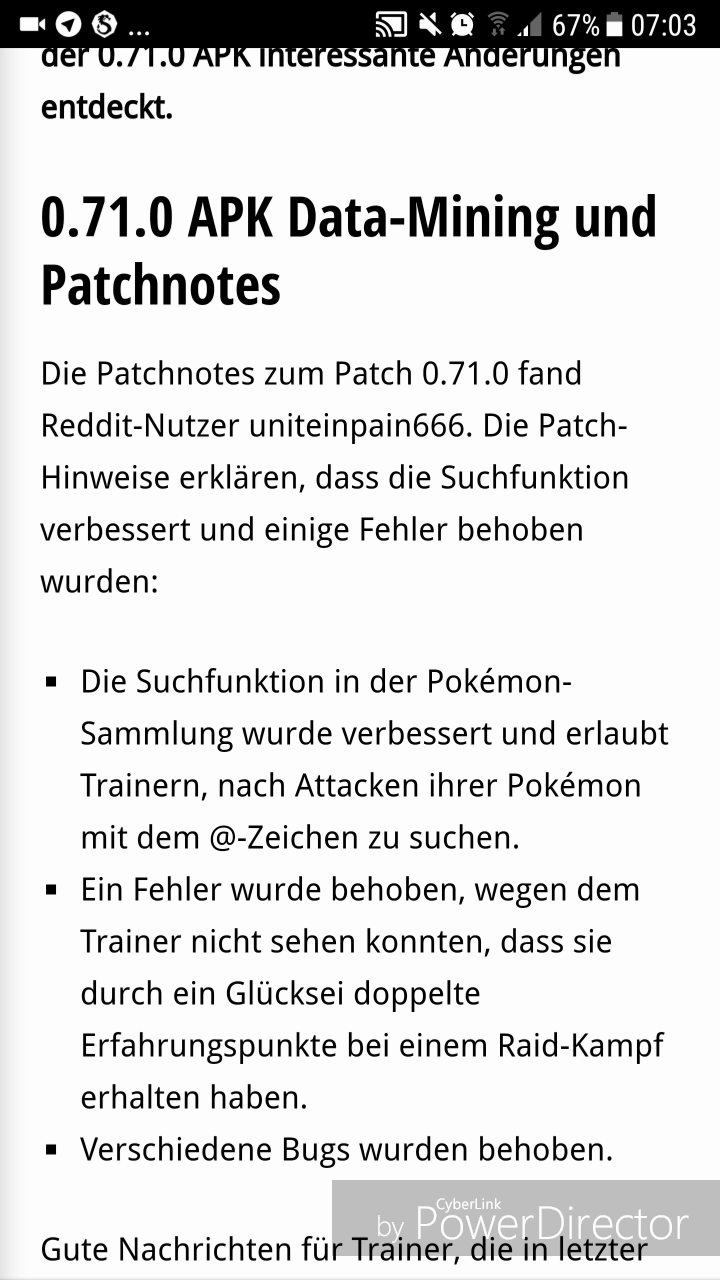 ... 67% 07:03
der 0.71.0 APK interessante Änderungen
entdeckt.
0.71.0 APK Data-Mining und
Patchnotes
Die Patchnotes zum Patch 0.71.0 fand
Reddit-Nutzer uniteinpain666. Die Patch-
Hinweise erklären, dass die Suchfunktion
verbessert und einige Fehler behoben
wurden:
▪ Die Suchfunktion in der Pokémon-
Sammlung wurde verbessert und erlaubt
Trainern, nach Attacken ihrer Pokémon
mit dem @-Zeichen zu suchen.
▪ Ein Fehler wurde behoben, wegen dem
Trainer nicht sehen konnten, dass sie
durch ein Glücksei doppelte
Erfahrungspunkte bei einem Raid-Kampf
erhalten haben.
▪ Verschiedene Bugs wurden behoben.
CyberLink
by PowerDirector
Gute Nachrichten für Trainer, die in letzter